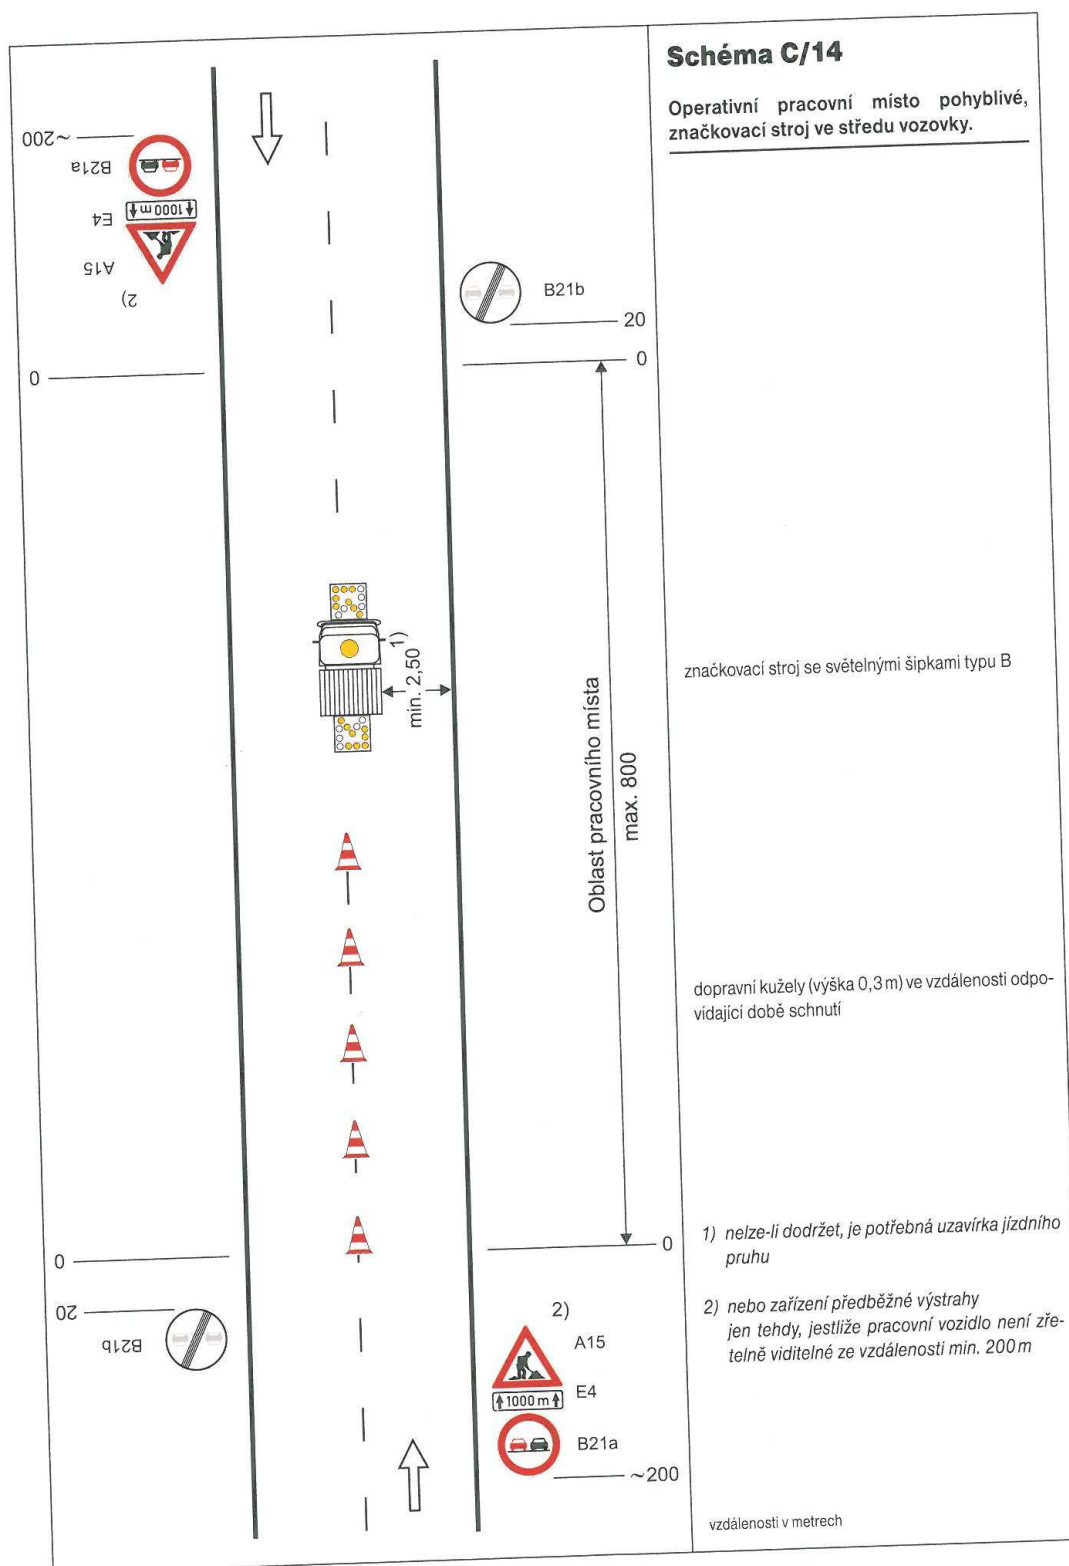 Schéma C/14
Operativní pracovní místo pohyblivé,
značkovací stroj ve středu vozovky.
~200
B21a
E4
1000 m
A15
2)
0
B21b
20
0
1)
min. 2,50
Oblast pracovního místa
max. 800
značkovací stroj se světelnými šipkami typu B
dopravní kužely (výška 0,3 m) ve vzdálenosti odpo-
vídající době schnutí
0
20
B21b
0
2)
A15
E4
1000 m
B21a
~200
1) nelze-li dodržet, je potřebná uzavírka jízdního
pruhu
2) nebo zařízení předběžné výstrahy
jen tehdy, jestliže pracovní vozidlo není zře-
telně viditelné ze vzdálenosti min. 200 m
vzdálenosti v metrech